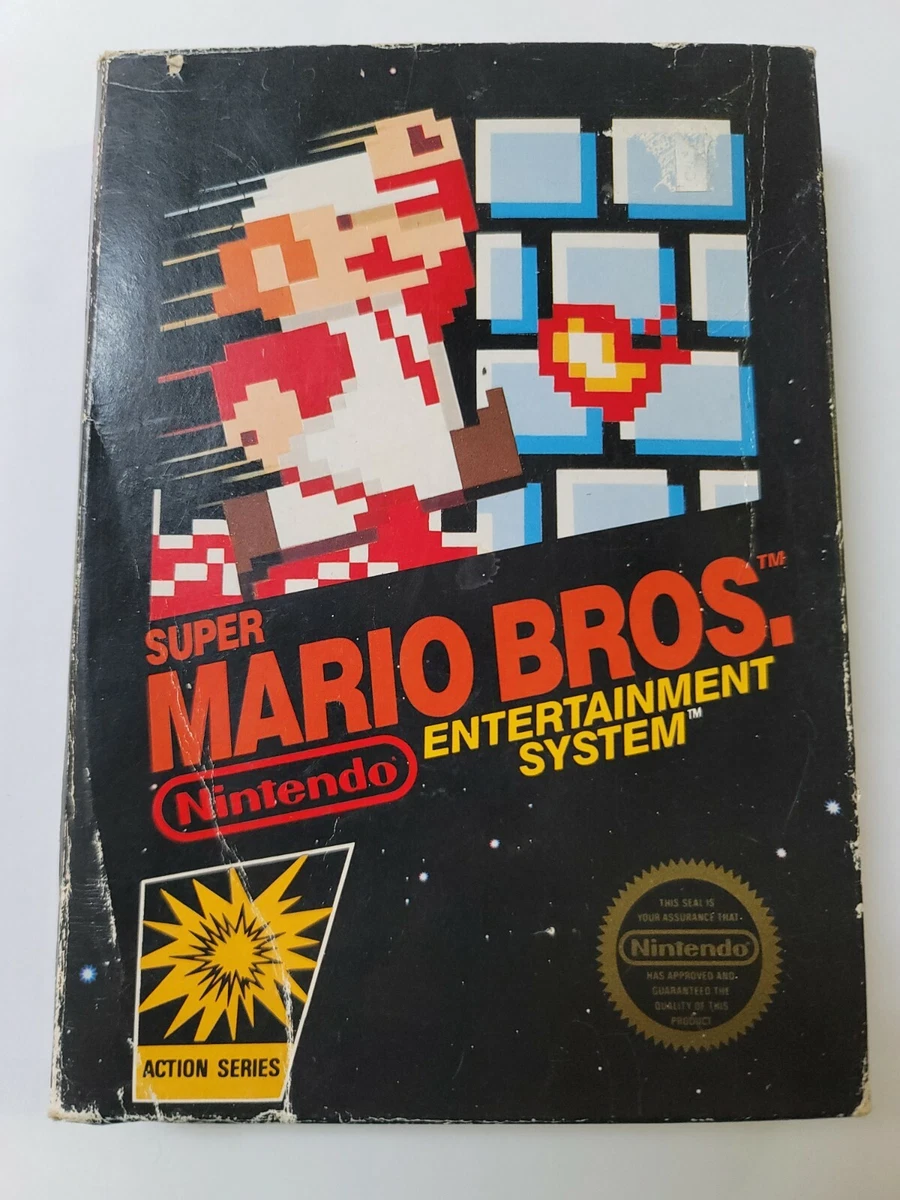 SUPER
MARIO BROS.™
ENTERTAINMENT
SYSTEM™
Nintendo
ACTION SERIES
THIS SEAL IS
YOUR ASSURANCE THAT
Nintendo
HAS APPROVED AND
GUARANTEED THE
QUALITY OF THIS
PRODUCT